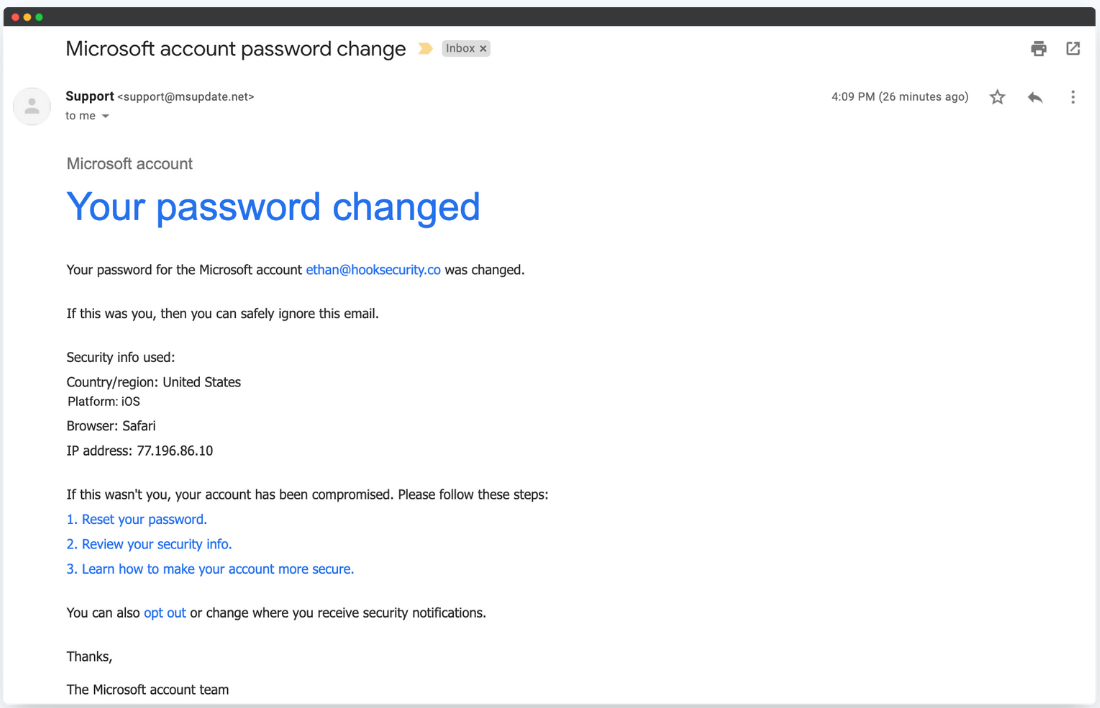 Microsoft account password change Inbox ×
Support <support@msupdate.net> 4:09 PM (26 minutes ago)
to me
Microsoft account
Your password changed
Your password for the Microsoft account ethan@hooksecurity.co was changed.
If this was you, then you can safely ignore this email.
Security info used:
Country/region: United States
Platform: iOS
Browser: Safari
IP address: 77.196.86.10
If this wasn't you, your account has been compromised. Please follow these steps:
1. Reset your password.
2. Review your security info.
3. Learn how to make your account more secure.
You can also opt out or change where you receive security notifications.
Thanks,
The Microsoft account team